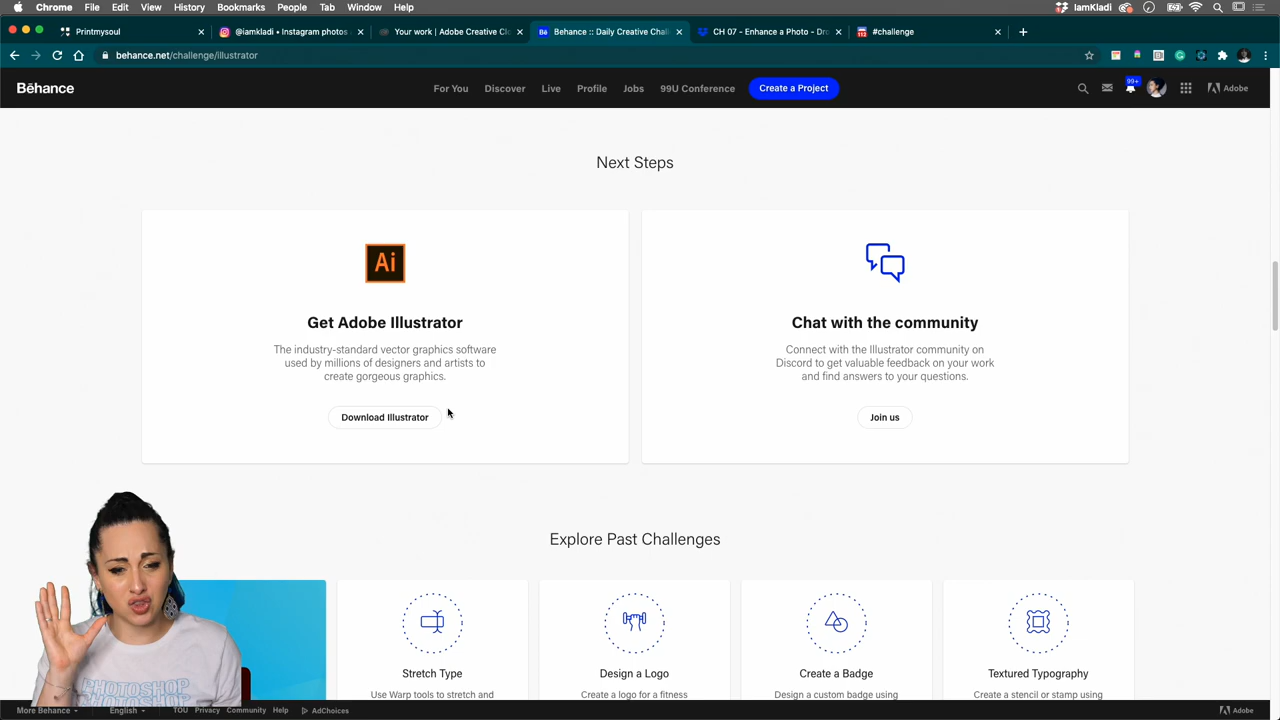 Chrome File Edit View History Bookmarks People Tab Window Help
IamKladi
Printmysoul
@iamkladi • Instagram photos
Your work | Adobe Creative Cl
Behance :: Daily Creative Chal
CH 07 - Enhance a Photo - Dro
#challenge
behance.net/challenge/illustrator
Bēhance
For You Discover Live Profile Jobs 99U Conference Create a Project
99+
Adobe
Next Steps
Ai
Get Adobe Illustrator
The industry-standard vector graphics software
used by millions of designers and artists to
create gorgeous graphics.
Download Illustrator
Chat with the community
Connect with the Illustrator community on
Discord to get valuable feedback on your work
and find answers to your questions.
Join us
Explore Past Challenges
Stretch Type
Use Warp tools to stretch and
Design a Logo
Create a logo for a fitness
Create a Badge
Design a custom badge using
Textured Typography
Create a stencil or stamp using
PHOTOSHOP
PHOTOSHOP
More Behance English TOU Privacy Community Help AdChoices
Adobe